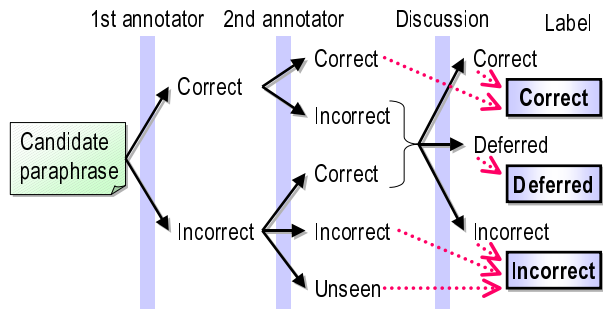 1st annotator 2nd annotator Discussion Label
Correct Correct
Correct Correct
Incorrect
Candidate
paraphrase
Deferred
Correct
Deferred
Incorrect Incorrect Incorrect
Incorrect
Unseen